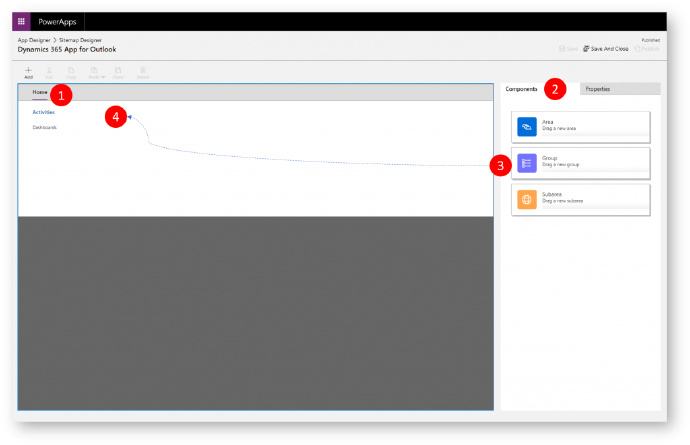 PowerApps
App Designer > Sitemap Designer
Published
Dynamics 365 App for Outlook
Save Save And Close Publish
Add Cut Copy Paste Clone Delete
Home
1
Components
2
Properties
Activities
4
Dashboards
Area
Drag a new area
3
Group
Drag a new group
Subarea
Drag a new subarea